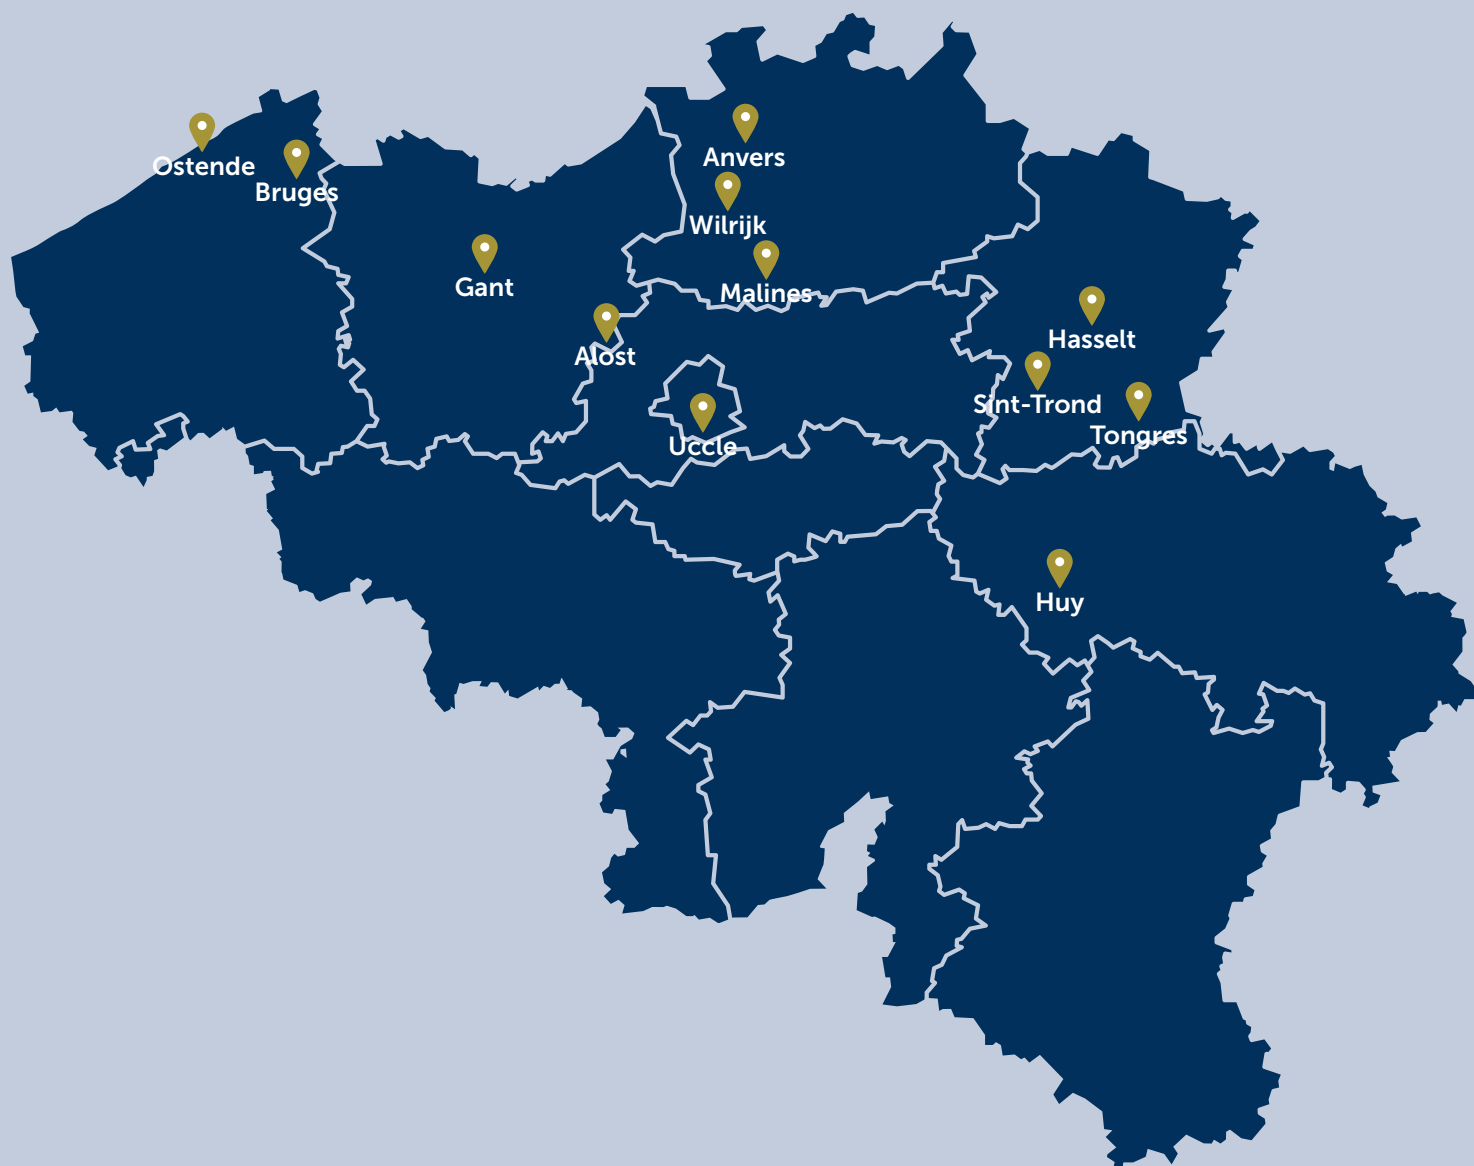 Ostende
Bruges
Anvers
Wilrijk
Gant
Malines
Alost
Hasselt
Sint-Trond
Tongres
Uccle
Huy